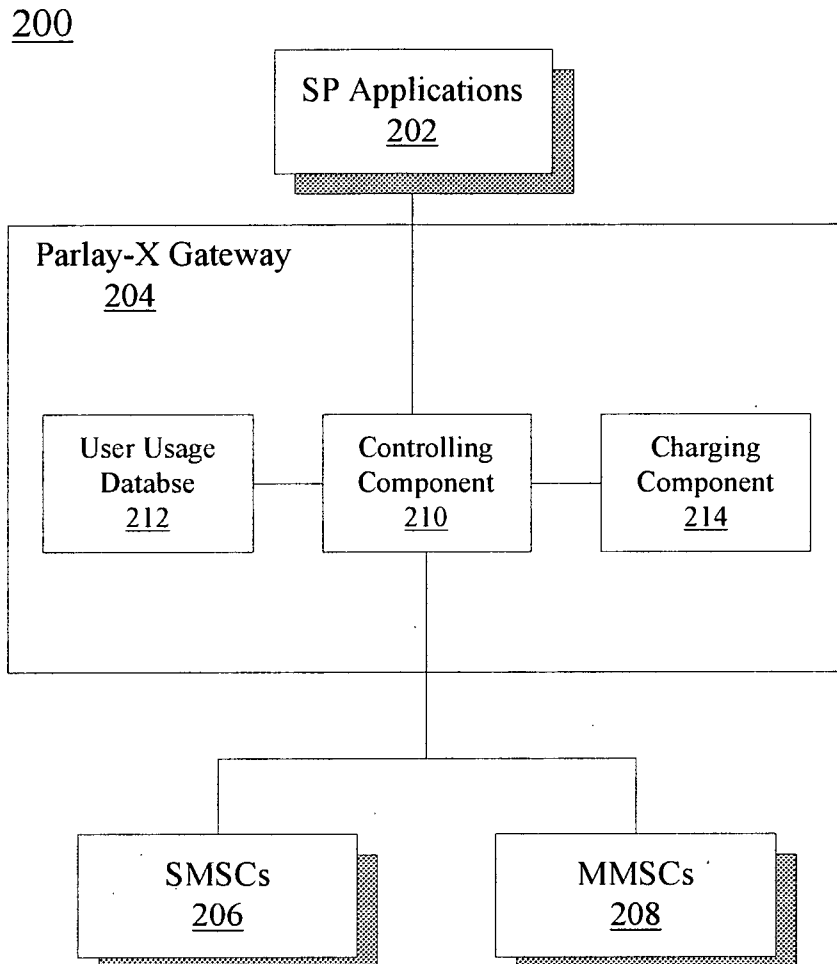 200
SP Applications
202
Parlay-X Gateway
204
User Usage
Databse
212
Controlling
Component
210
Charging
Component
214
SMSCs
206
MMSCs
208